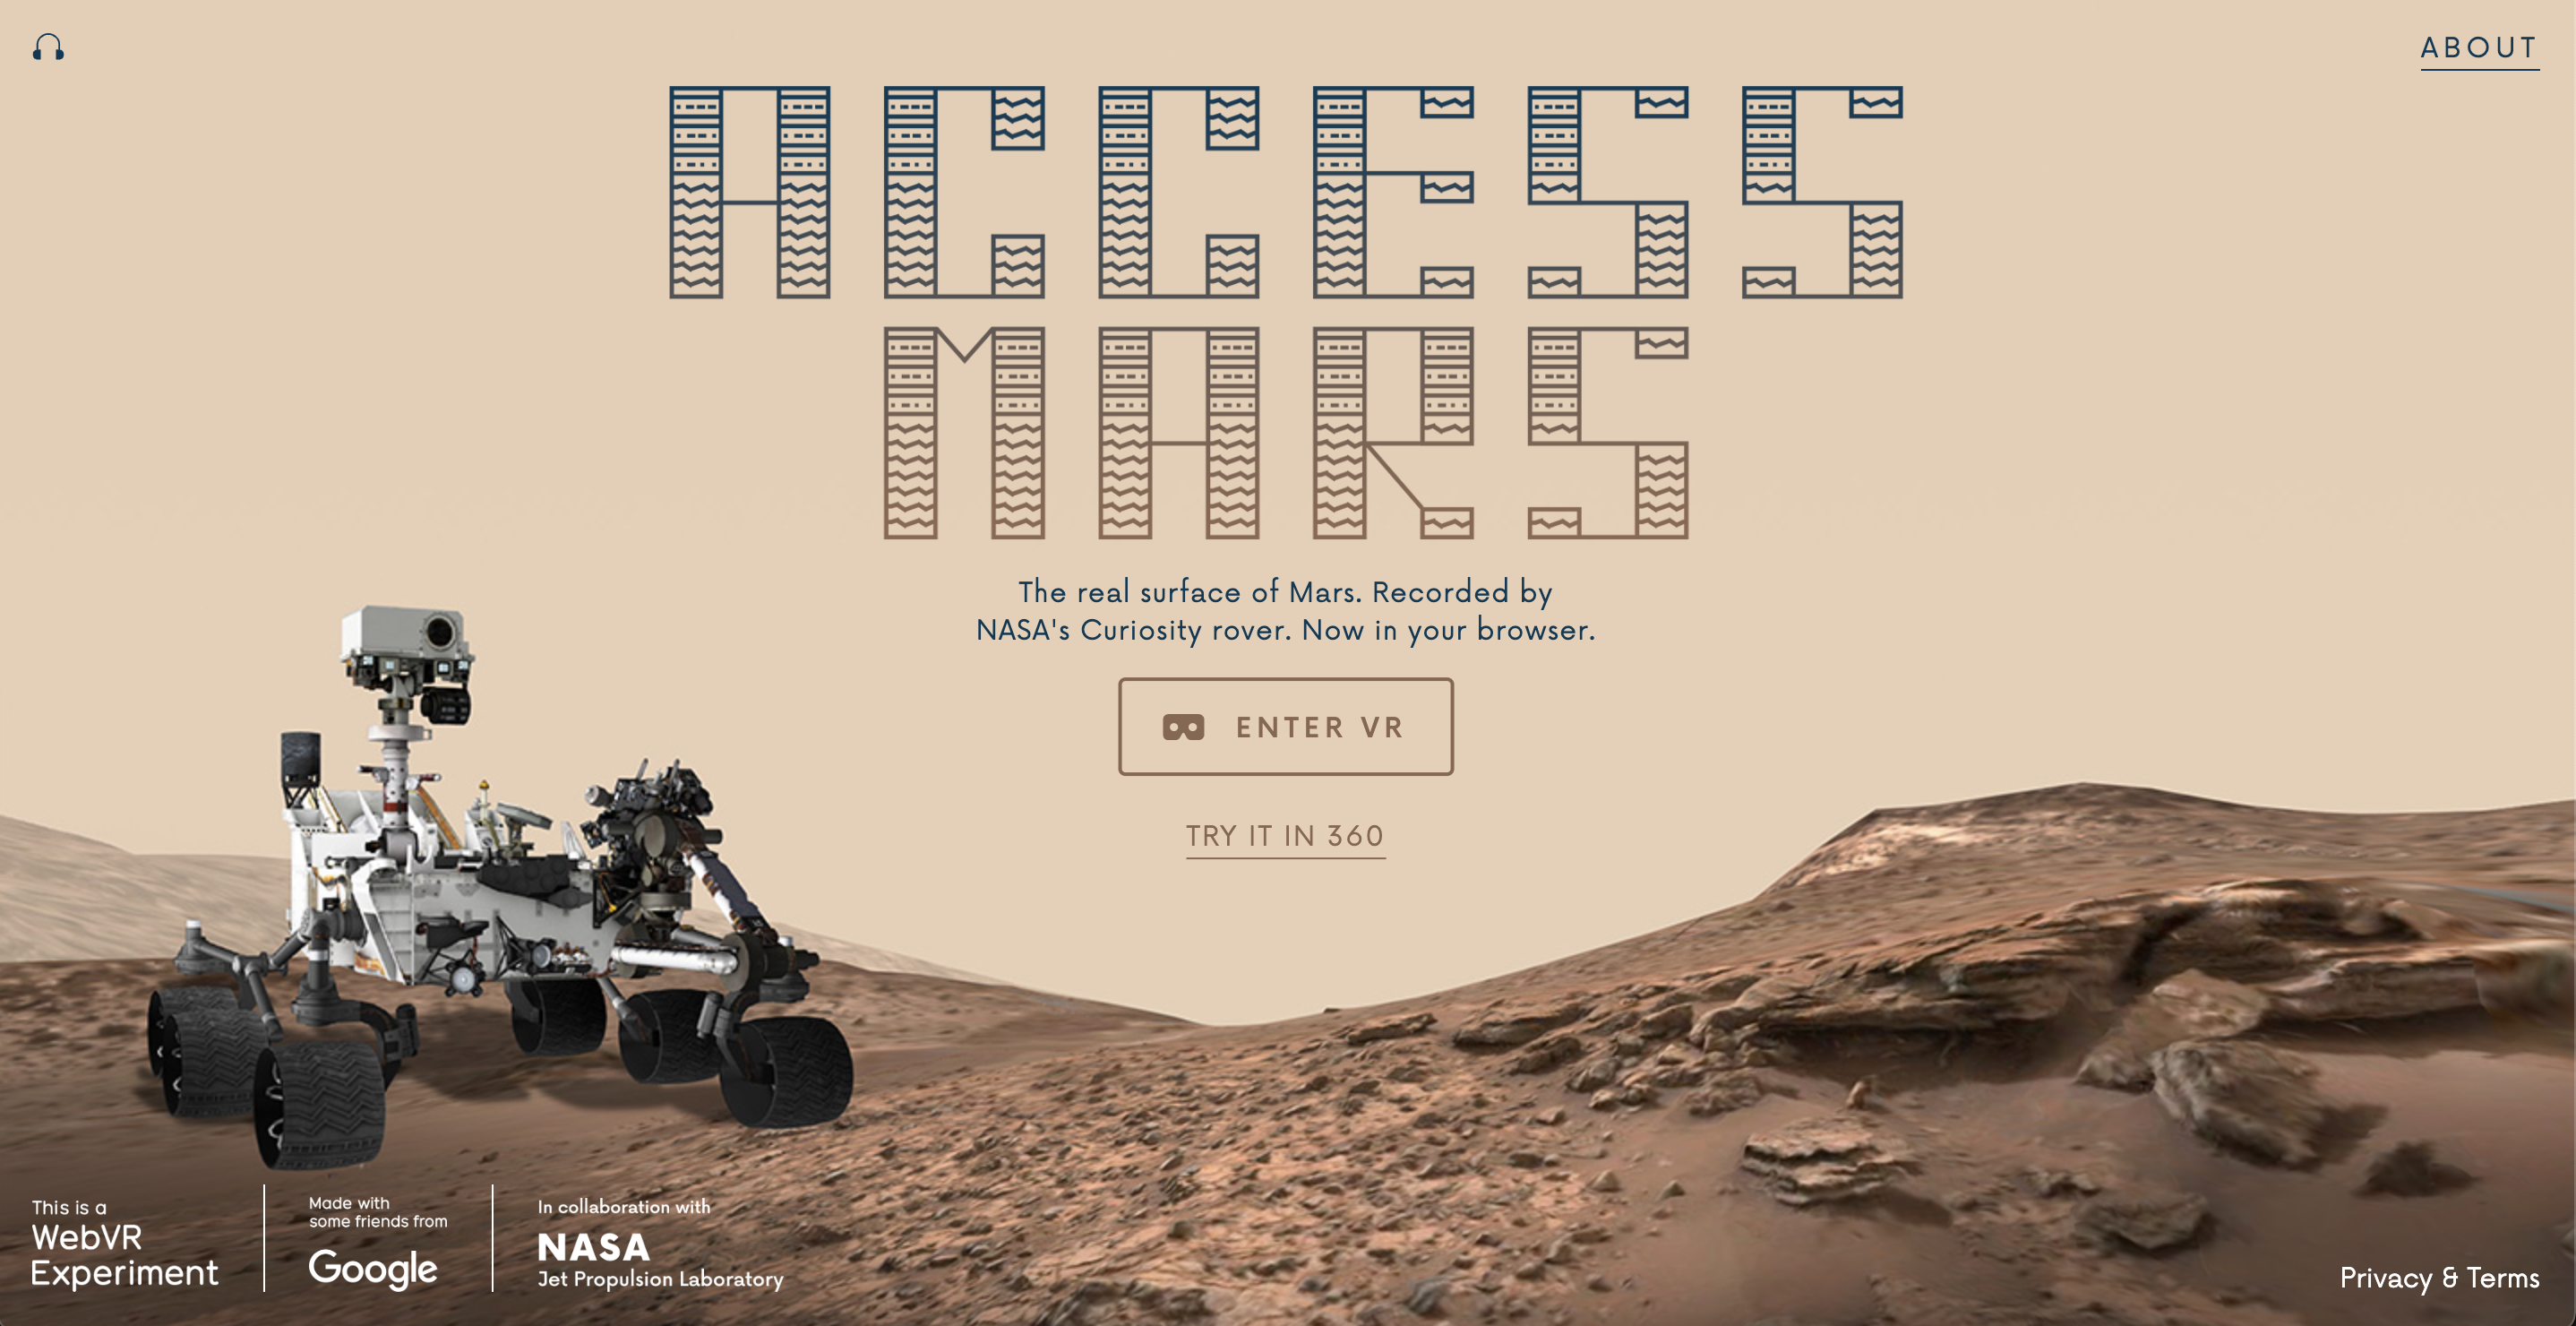 ABOUT
ACCESS
MARS
The real surface of Mars. Recorded by
NASA's Curiosity rover. Now in your browser.
ENTER VR
TRY IT IN 360
This is a
WebVR
Experiment
Made with
some friends from
Google
In collaboration with
NASA
Jet Propulsion Laboratory
Privacy & Terms